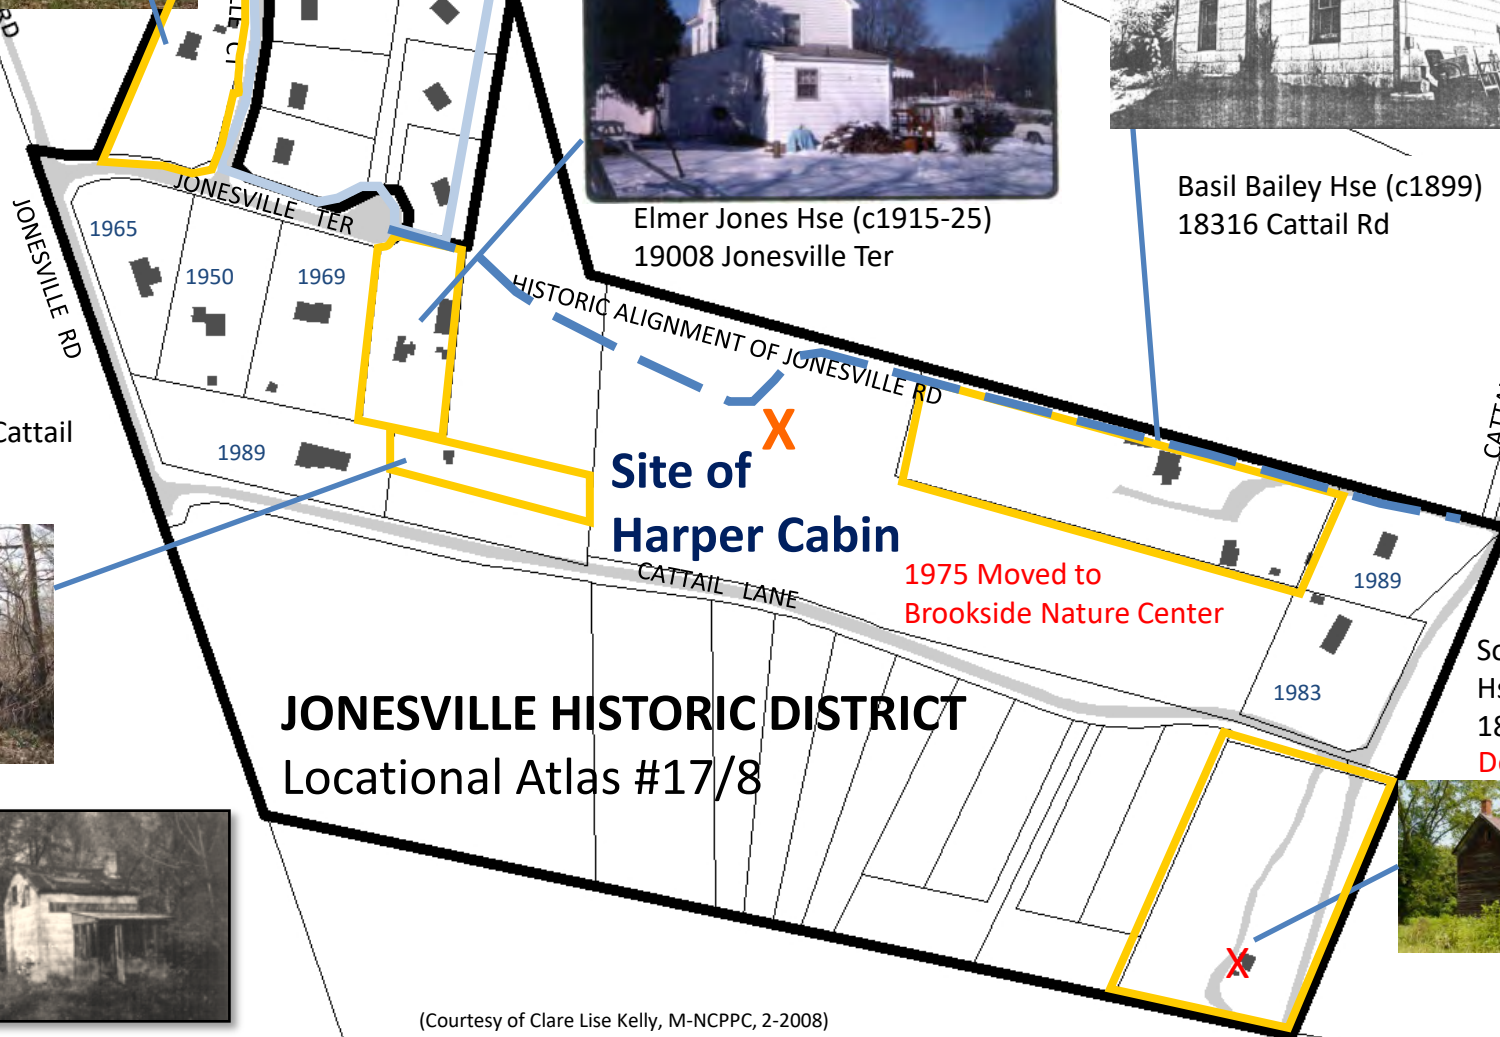 RD
LE CT
Elmer Jones Hse (c1915-25)
19008 Jonesville Ter
Basil Bailey Hse (c1899)
18316 Cattail Rd
JONESVILLE TER
JONESVILLE RD
1965
1950
1969
HISTORIC ALIGNMENT OF JONESVILLE RD
X
Site of
Harper Cabin
Cattail
1989
CATTAIL LANE
1975 Moved to
Brookside Nature Center
1989
1983
JONESVILLE HISTORIC DISTRICT
Locational Atlas #17/8
X
(Courtesy of Clare Lise Kelly, M-NCPPC, 2-2008)